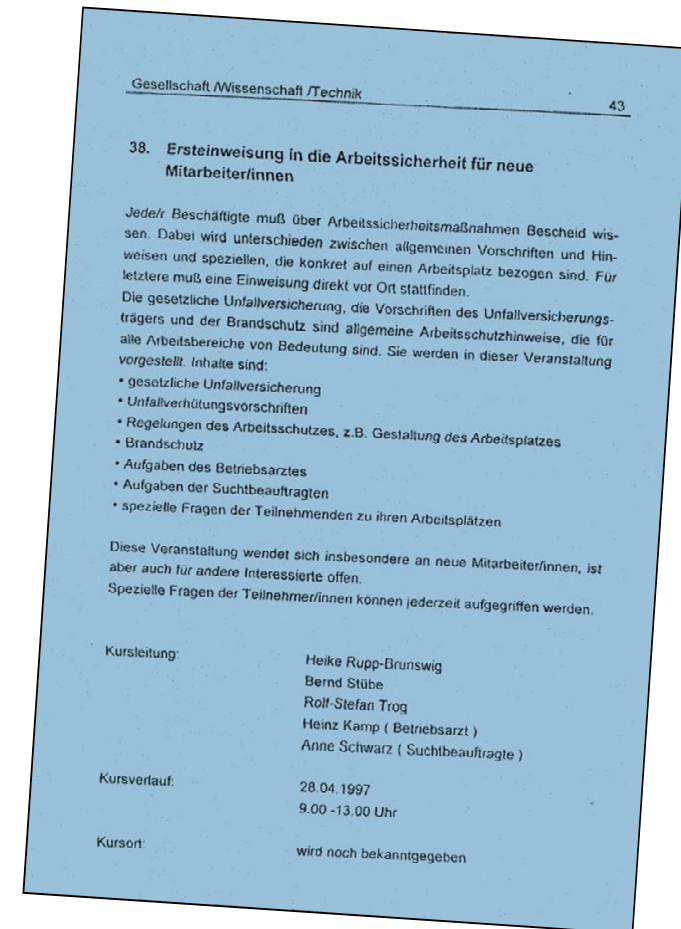 Gesellschaft /Wissenschaft /Technik 43
38. Ersteinweisung in die Arbeitssicherheit für neue
Mitarbeiter/innen
Jede/r Beschäftigte muß über Arbeitssicherheitsmaßnahmen Bescheid wis-
sen. Dabei wird unterschieden zwischen allgemeinen Vorschriften und Hin-
weisen und speziellen, die konkret auf einen Arbeitsplatz bezogen sind. Für
letztere muß eine Einweisung direkt vor Ort stattfinden.
Die gesetzliche Unfallversicherung, die Vorschriften des Unfallversicherungs-
trägers und der Brandschutz sind allgemeine Arbeitsschutzhinweise, die für
alle Arbeitsbereiche von Bedeutung sind. Sie werden in dieser Veranstaltung
vorgestellt. Inhalte sind:
• gesetzliche Unfallversicherung
• Unfallverhütungsvorschriften
• Regelungen des Arbeitsschutzes, z.B. Gestaltung des Arbeitsplatzes
• Brandschutz
• Aufgaben des Betriebsarztes
• Aufgaben der Suchtbeauftragten
• spezielle Fragen der Teilnehmenden zu ihren Arbeitsplätzen
Diese Veranstaltung wendet sich insbesondere an neue Mitarbeiter/innen, ist
aber auch für andere Interessierte offen.
Spezielle Fragen der Teilnehmer/innen können jederzeit aufgegriffen werden.
Kursleitung: Heike Rupp-Brunswig
Bernd Stübe
Rolf-Stefan Trog
Heinz Kamp ( Betriebsarzt )
Anne Schwarz ( Suchtbeauftragte )
Kursverlauf: 28.04.1997
9.00 -13.00 Uhr
Kursort: wird noch bekanntgegeben